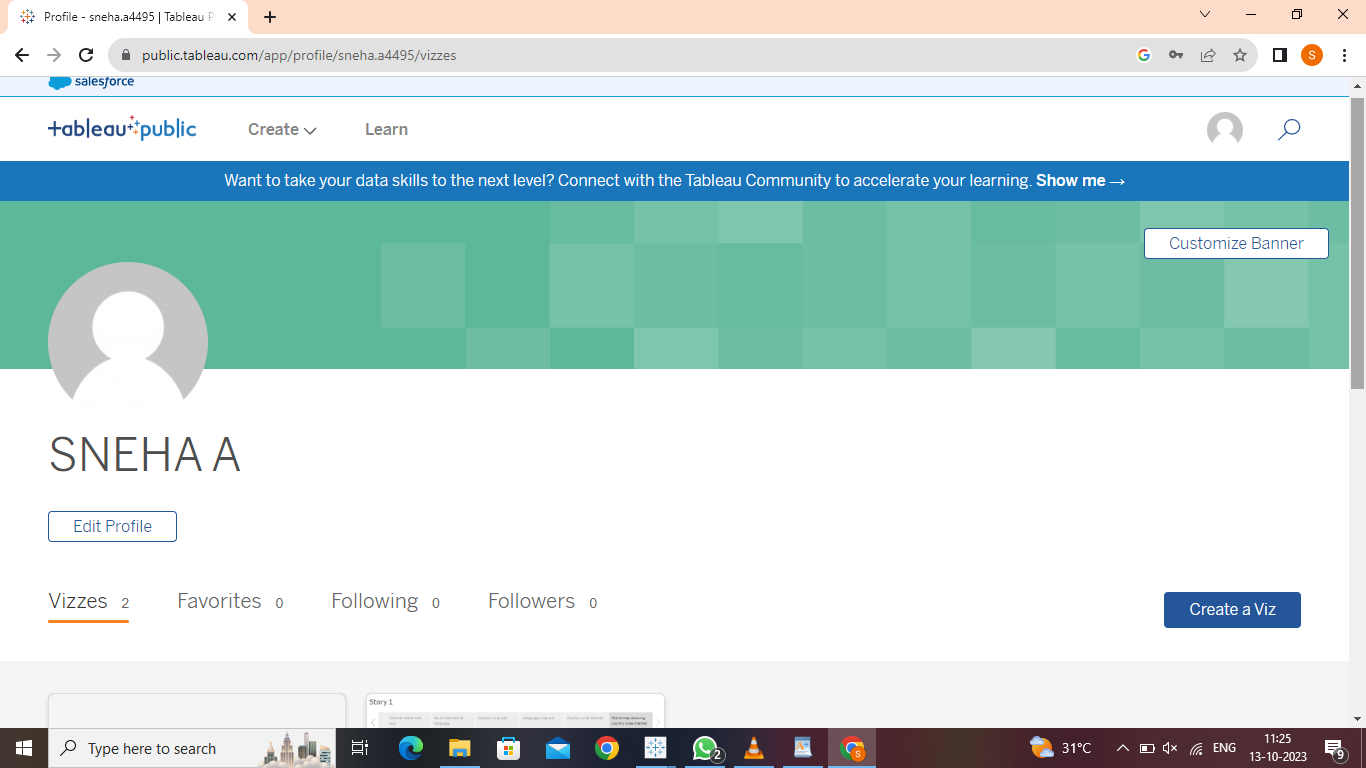 Profile - sneha.a4495 | Tableau P
public.tableau.com/app/profile/sneha.a4495/vizzes
S
salesforce
tableau public
Create
Learn
Want to take your data skills to the next level? Connect with the Tableau Community to accelerate your learning. Show me →
Customize Banner
SNEHA A
Edit Profile
Vizzes 2 Favorites 0 Following 0 Followers 0
Create a Viz
Story 1
Type here to search
2
S
31°C
ENG
11:25
13-10-2023
9